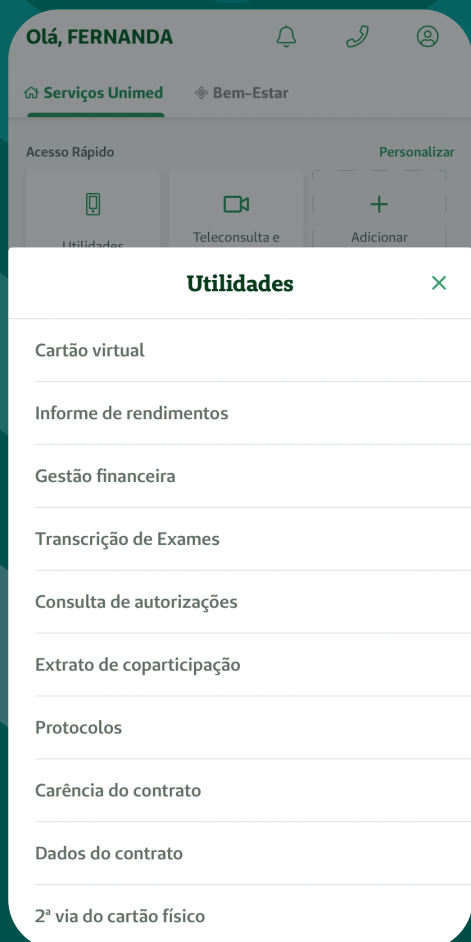 Olá, FERNANDA
Serviços Unimed
Bem-Estar
Acesso Rápido
Personalizar
Utilidades
Teleconsulta e
Adicionar
Utilidades
Cartão virtual
Informe de rendimentos
Gestão financeira
Transcrição de Exames
Consulta de autorizações
Extrato de coparticipação
Protocolos
Carência do contrato
Dados do contrato
2ª via do cartão físico